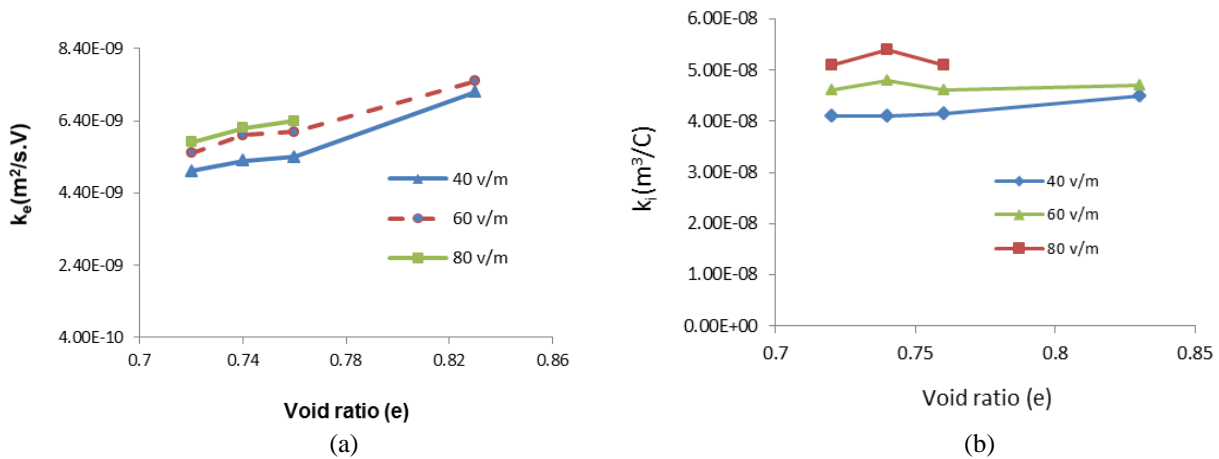 8.40E-09
6.40E-09
4.40E-09
2.40E-09
4.00E-10
0.7 0.74 0.78 0.82 0.86
kₑ(m²/s.V)
Void ratio (e)
40 v/m
60 v/m
80 v/m
(a)
6.00E-08
5.00E-08
4.00E-08
3.00E-08
2.00E-08
1.00E-08
0.00E+00
0.7 0.75 0.8 0.85
kᵢ(m³/C)
Void ratio (e)
40 v/m
60 v/m
80 v/m
(b)